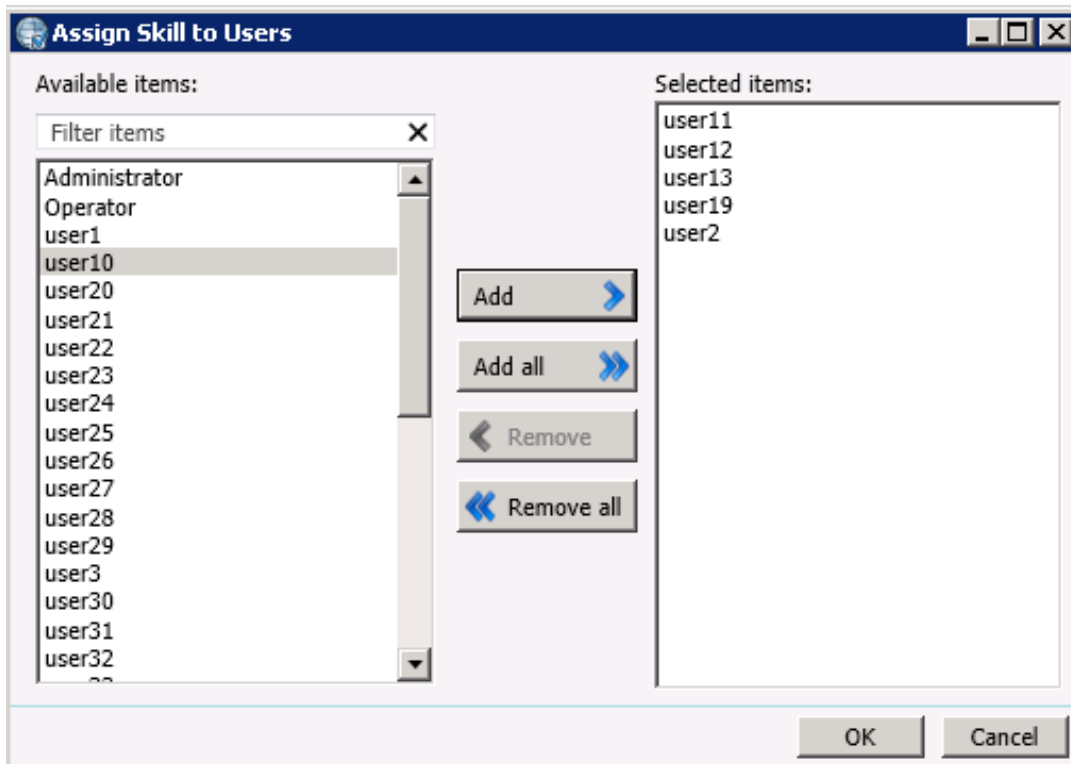 Assign Skill to Users
Available items:
Filter items
Administrator
Operator
user1
user10
user20
user21
user22
user23
user24
user25
user26
user27
user28
user29
user3
user30
user31
user32
Add
Add all
Remove
Remove all
Selected items:
user11
user12
user13
user19
user2
OK
Cancel